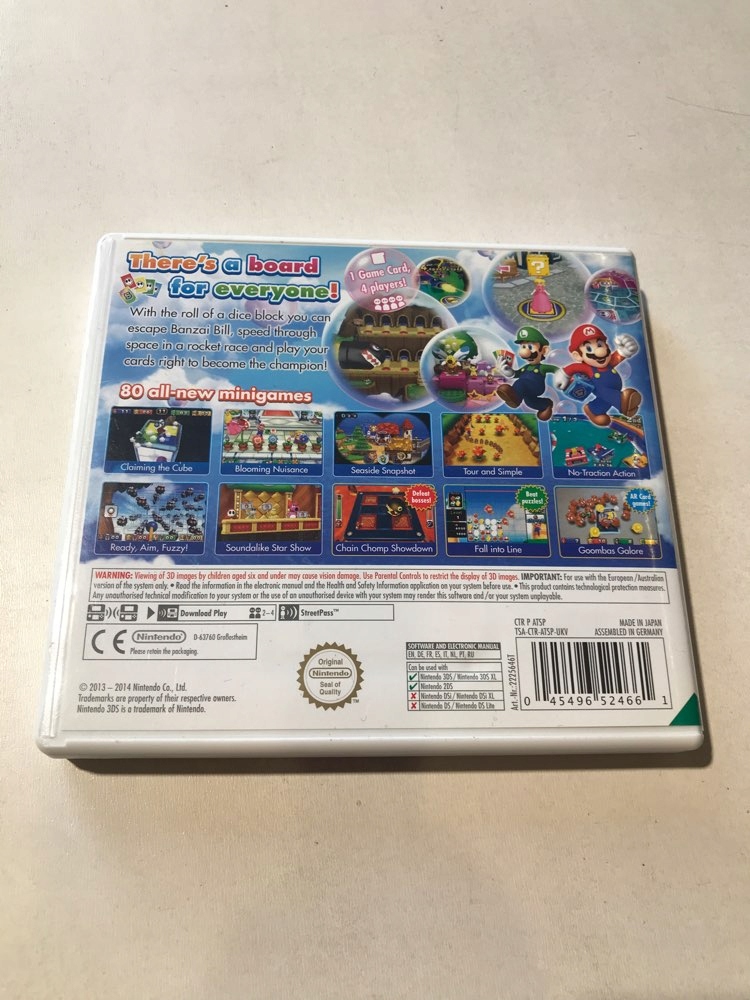 There's a board
for everyone!
With the roll of a dice block you can
escape Banzai Bill, speed through
space in a rocket race and play your
cards right to become the champion!
1 Game Card,
4 players!
80 all-new minigames
Claiming the Cube
Blooming Nuisance
Seaside Snapshot
Tour and Simple
No-Traction Action
Defeat
bosses!
Beat
puzzles!
AR Card
games!
Ready, Aim, Fuzzy!
Soundalike Star Show
Chain Chomp Showdown
Fall into Line
Goombas Galore
WARNING: Viewing of 3D images by children aged six and under may cause vision damage. Use Parental Controls to restrict the display of 3D images. IMPORTANT: For use with the European/Australian
version of the system only. • Read the information in the electronic manual and the Health and Safety Information application on your system before use. • This product contains technological protection measures.
Any unauthorised technical modification to your system or the use of an unauthorised device with your system may render this software and/or your system unplayable.
Download Play
2-4
StreetPass™
CE
Nintendo
D-63760 Großostheim
Please retain the packaging.
© 2013 – 2014 Nintendo Co., Ltd.
Trademarks are property of their respective owners.
Nintendo 3DS is a trademark of Nintendo.
Original
Nintendo
Seal of
Quality
TM
SOFTWARE AND ELECTRONIC MANUAL
EN, DE, FR, ES, IT, NL, PT, RU
Can be used with
Nintendo 3DS/Nintendo 3DS XL
Nintendo 2DS
Nintendo DSi/Nintendo DSi XL
Nintendo DS/Nintendo DS Lite
Art.-Nr.:2225646T
CTR P ATSP
TSA-CTR-ATSP-UKV
MADE IN JAPAN
ASSEMBLED IN GERMANY
0 45496 52466 1